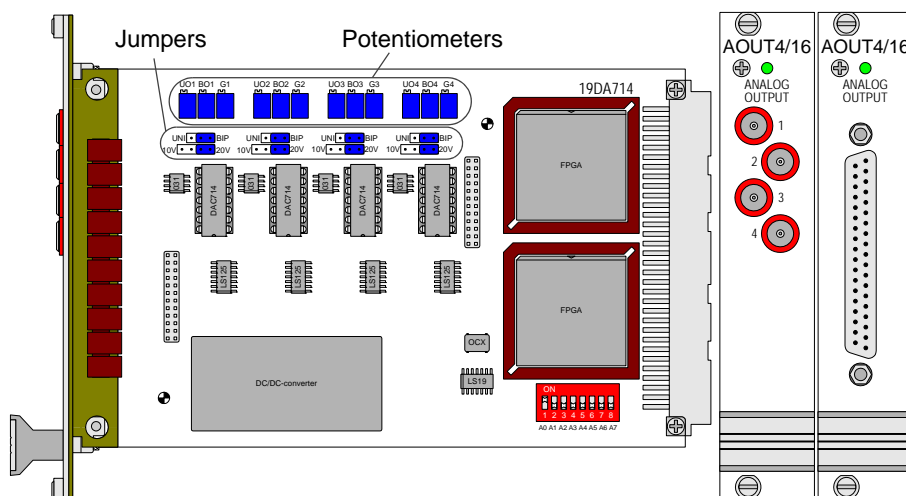 Jumpers Potentiometers
AOUT4/16 AOUT4/16
ANALOG OUTPUT ANALOG OUTPUT
UO1 BO1 G1 UO2 BO2 G2 UO3 BO3 G3 UO4 BO4 G4
19DA714
UNI BIP UNI BIP UNI BIP UNI BIP
10V 20V 10V 20V 10V 20V 10V 20V
1
2
3
4
DAC714 DAC714 DAC714 DAC714
FPGA
LS125 LS125 LS125 LS125
FPGA
OCX
DC/DC-converter
LS19
ON
1 2 3 4 5 6 7 8
A0 A1 A2 A3 A4 A5 A6 A7